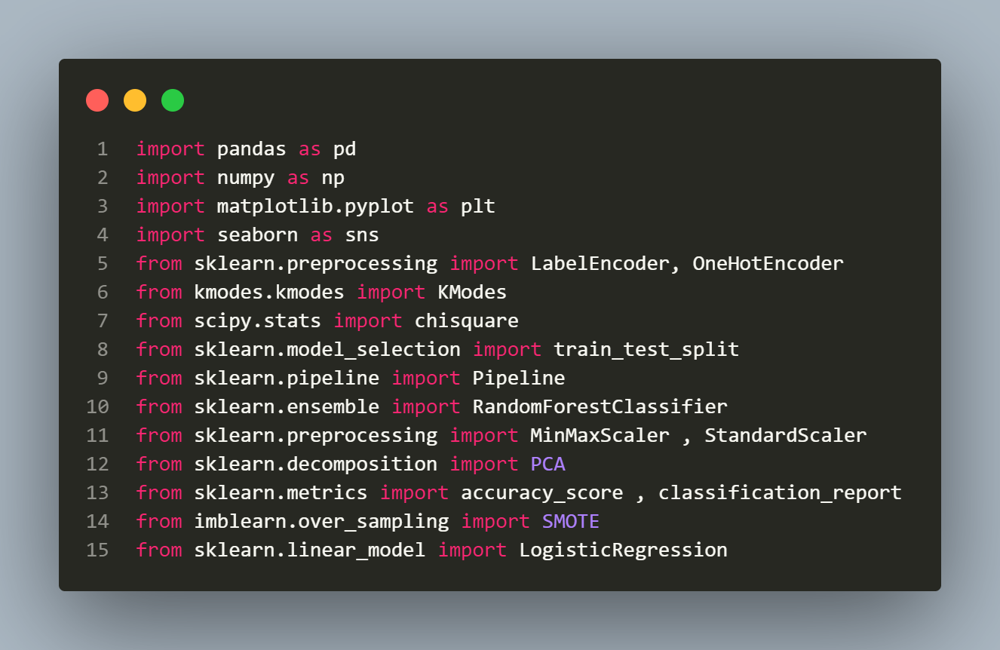 1 import pandas as pd
2 import numpy as np
3 import matplotlib.pyplot as plt
4 import seaborn as sns
5 from sklearn.preprocessing import LabelEncoder, OneHotEncoder
6 from kmodes.kmodes import KModes
7 from scipy.stats import chisquare
8 from sklearn.model_selection import train_test_split
9 from sklearn.pipeline import Pipeline
10 from sklearn.ensemble import RandomForestClassifier
11 from sklearn.preprocessing import MinMaxScaler , StandardScaler
12 from sklearn.decomposition import PCA
13 from sklearn.metrics import accuracy_score , classification_report
14 from imblearn.over_sampling import SMOTE
15 from sklearn.linear_model import LogisticRegression